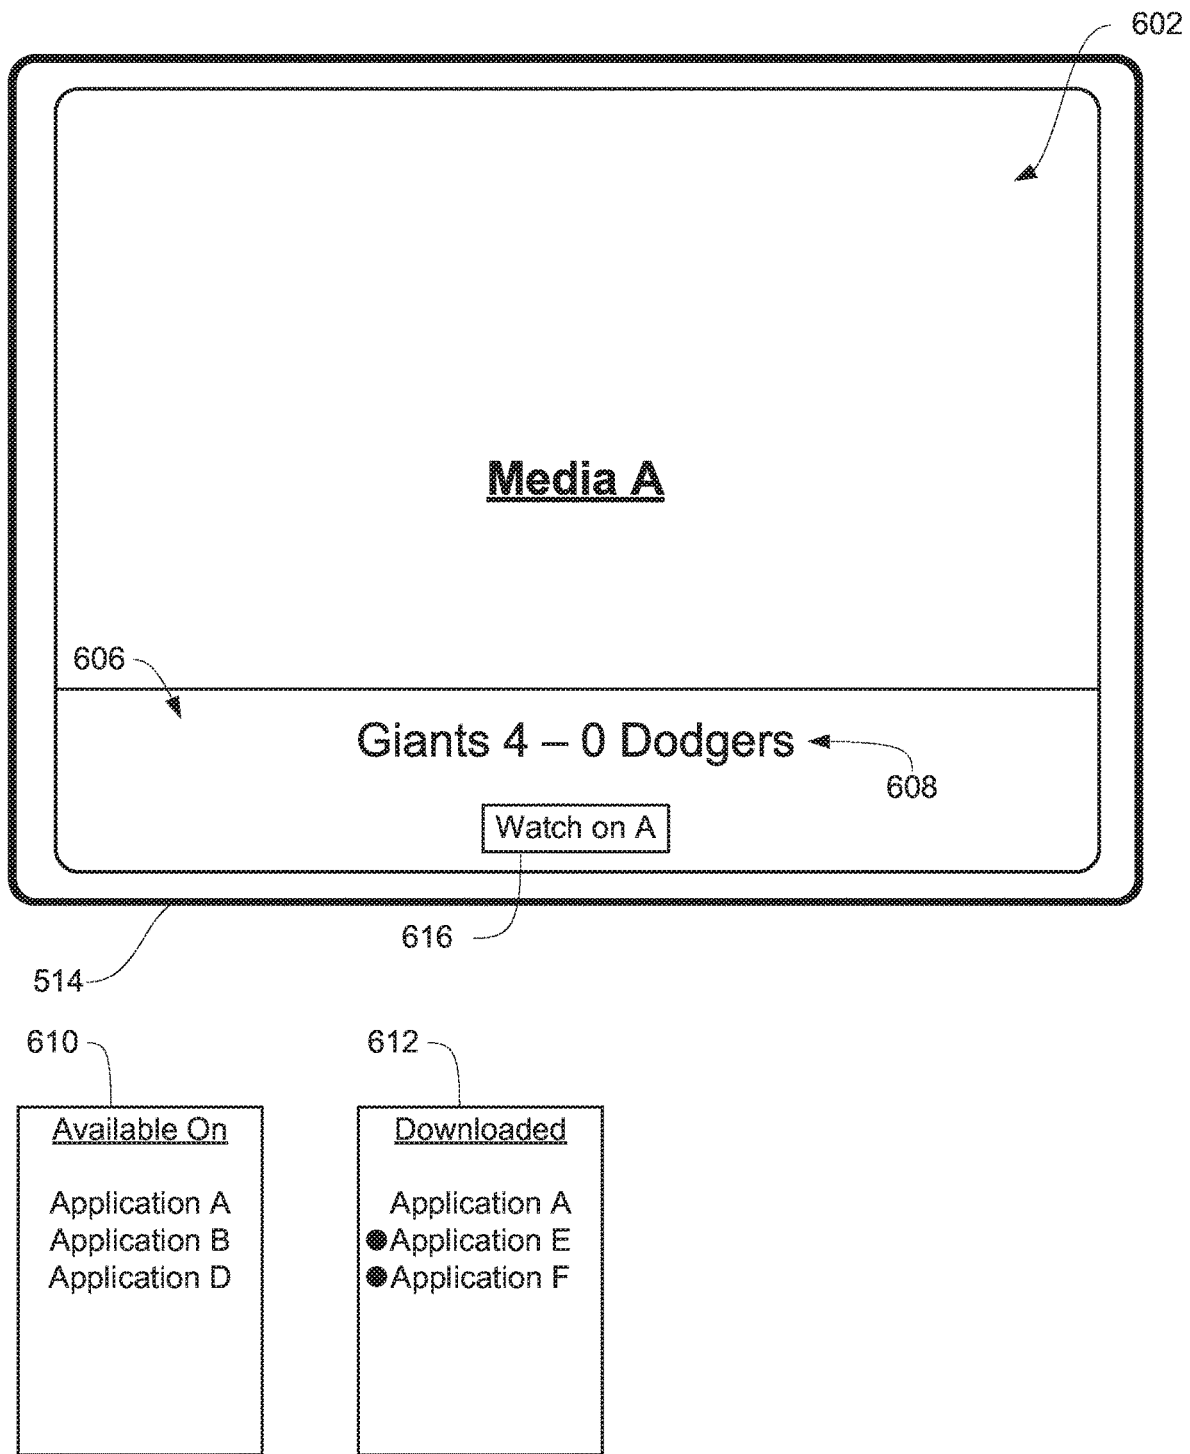 602
Media A
606
Giants 4 – 0 Dodgers
608
Watch on A
616
514
610
612
Available On
Application A
Application B
Application D
Downloaded
Application A
●Application E
●Application F